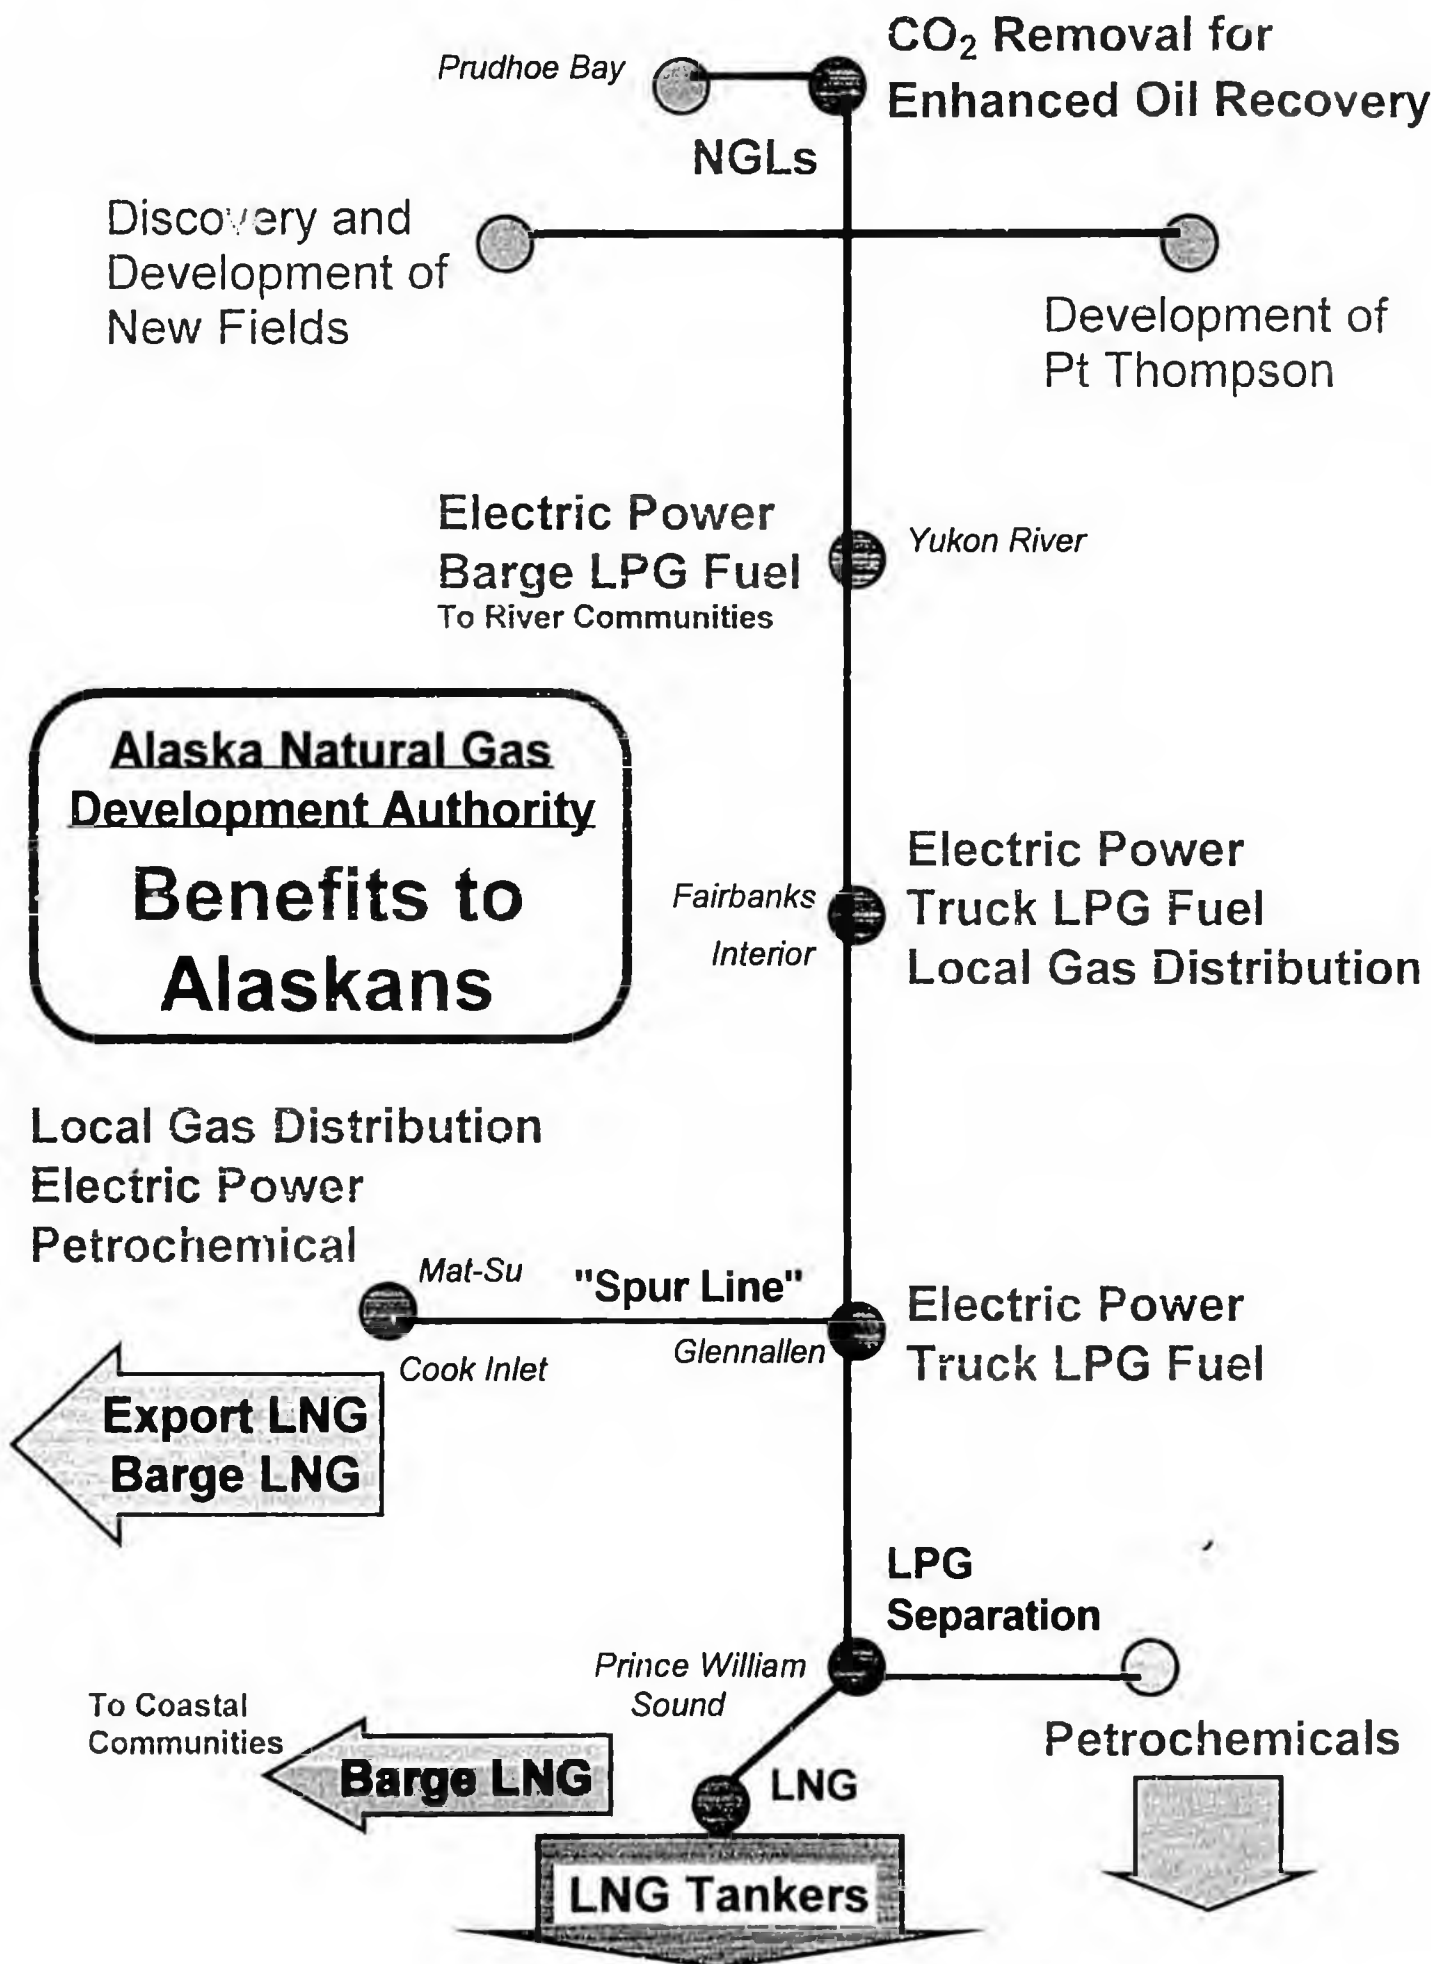 CO₂ Removal for
Enhanced Oil Recovery
Prudhoe Bay
NGLs
Discovery and
Development of
New Fields
Development of
Pt Thompson
Electric Power
Barge LPG Fuel
To River Communities
Yukon River
Alaska Natural Gas
Development Authority
Benefits to
Alaskans
Fairbanks
Interior
Electric Power
Truck LPG Fuel
Local Gas Distribution
Local Gas Distribution
Electric Power
Petrochemical
Mat-Su
"Spur Line"
Cook Inlet
Glennallen
Electric Power
Truck LPG Fuel
Export LNG
Barge LNG
LPG
Separation
Prince William
Sound
To Coastal
Communities
Barge LNG
LNG
Petrochemicals
LNG Tankers